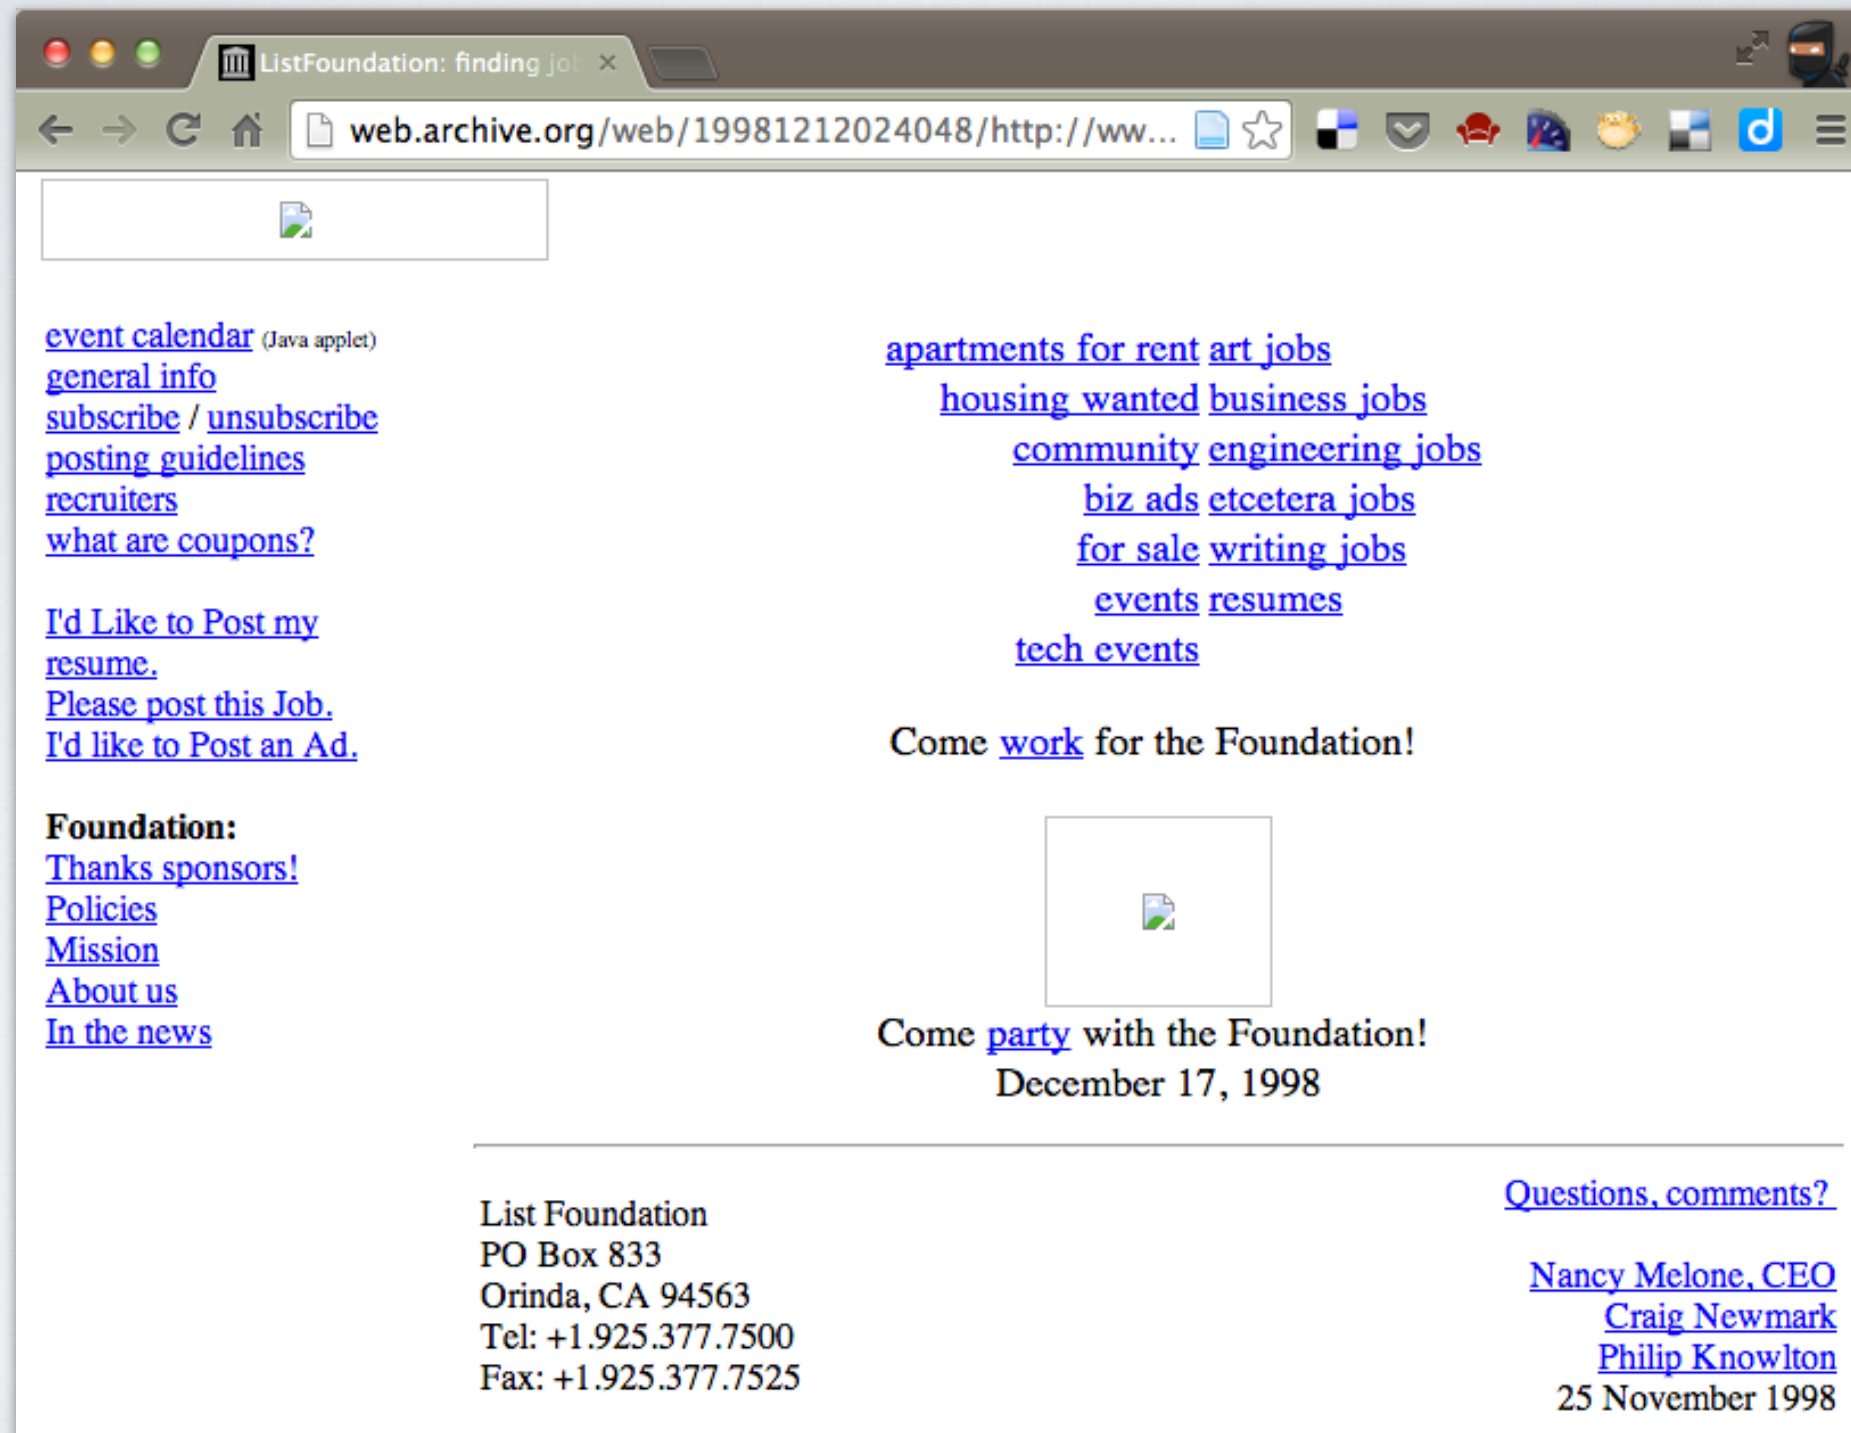 ListFoundation: finding job
web.archive.org/web/19981212024048/http://ww...
event calendar (Java applet)
general info
subscribe / unsubscribe
posting guidelines
recruiters
what are coupons?
I'd Like to Post my
resume.
Please post this Job.
I'd like to Post an Ad.
Foundation:
Thanks sponsors!
Policies
Mission
About us
In the news
apartments for rent art jobs
housing wanted business jobs
community engineering jobs
biz ads etcetera jobs
for sale writing jobs
events resumes
tech events
Come work for the Foundation!
Come party with the Foundation!
December 17, 1998
List Foundation
PO Box 833
Orinda, CA 94563
Tel: +1.925.377.7500
Fax: +1.925.377.7525
Questions, comments?
Nancy Melone, CEO
Craig Newmark
Philip Knowlton
25 November 1998